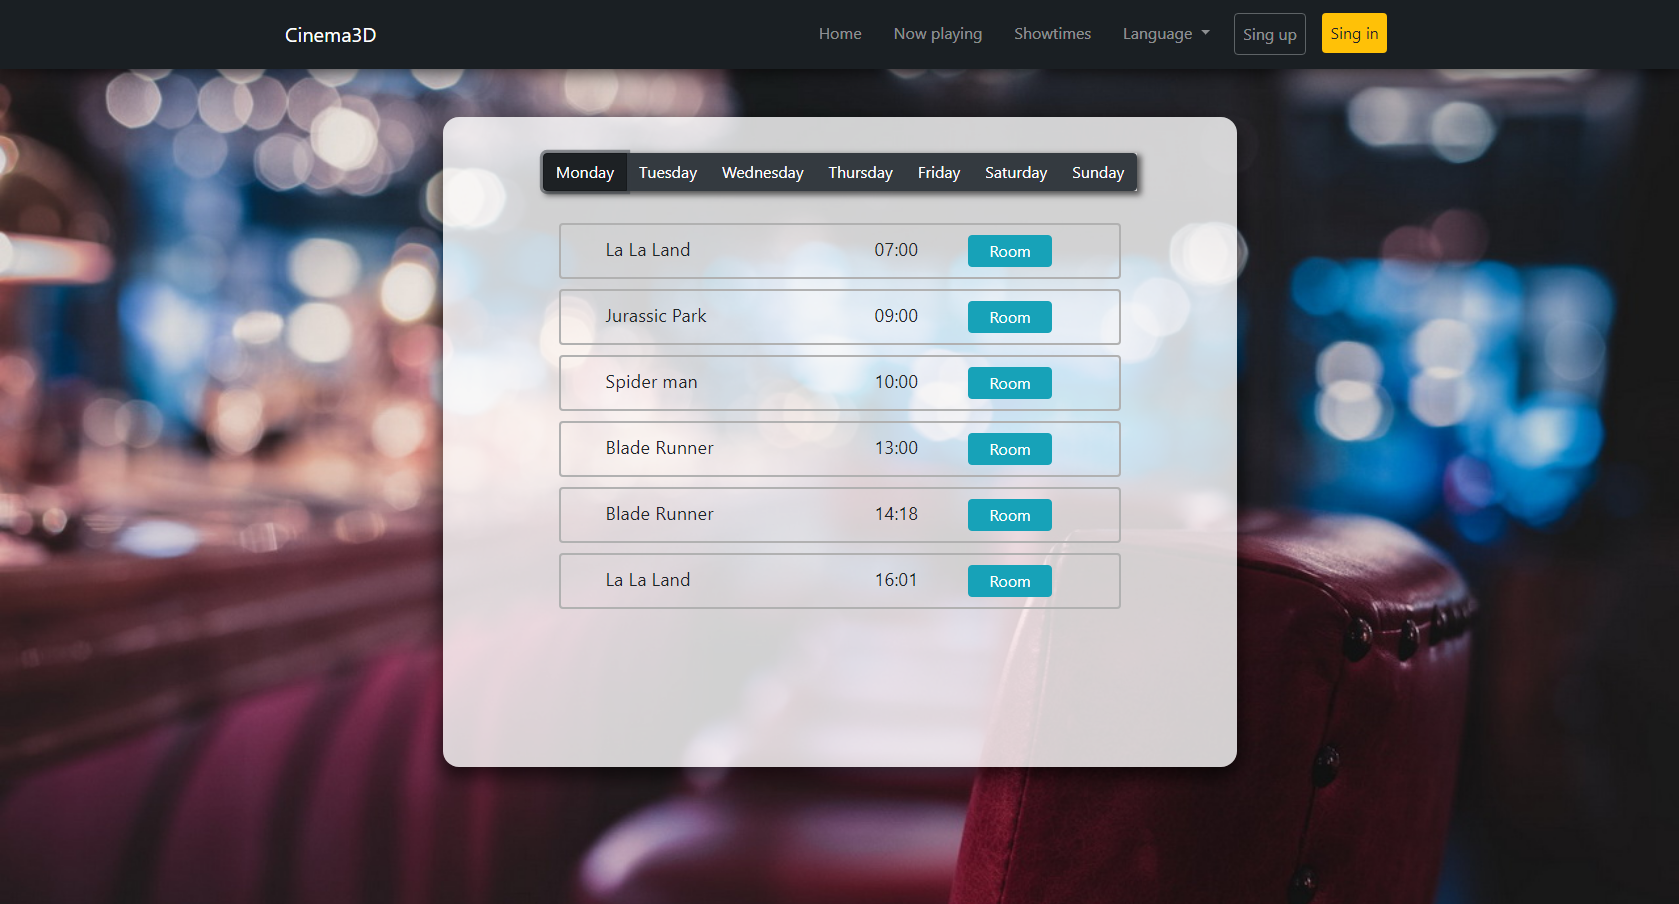 Cinema3D Home Now playing Showtimes Language Sing up Sing in
Monday Tuesday Wednesday Thursday Friday Saturday Sunday
La La Land 07:00 Room
Jurassic Park 09:00 Room
Spider man 10:00 Room
Blade Runner 13:00 Room
Blade Runner 14:18 Room
La La Land 16:01 Room